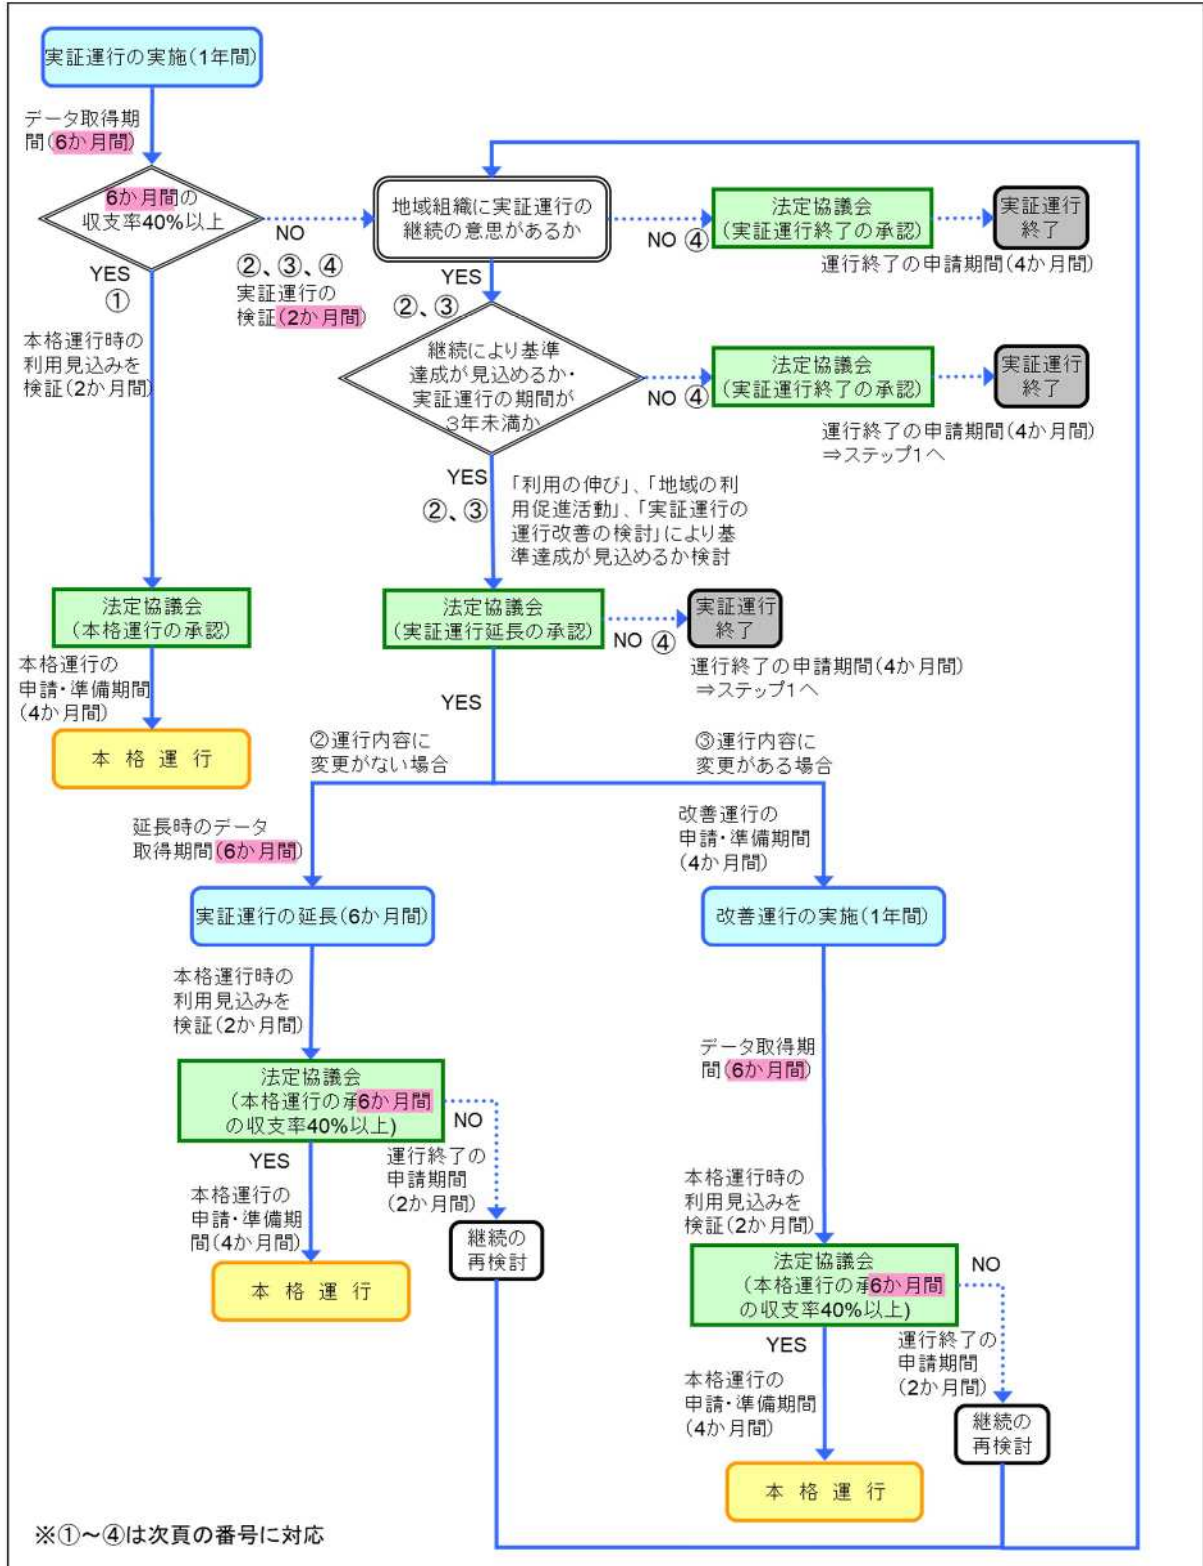 実証運行の実施(1年間)
データ取得期
間(6か月間)
6か月間の
収支率40%以上
NO
②、③、④
実証運行の
検証(2か月間)
YES
①
本格運行時の
利用見込みを
検証(2か月間)
法定協議会
(本格運行の承認)
本格運行の
申請・準備期間
(4か月間)
本 格 運 行
地域組織に実証運行の
継続の意思があるか
NO ④
法定協議会
(実証運行終了の承認)
実証運行
終了
運行終了の申請期間(4か月間)
YES
②、③
継続により基準
達成が見込めるか・
実証運行の期間が
3年未満か
NO ④
法定協議会
(実証運行終了の承認)
実証運行
終了
運行終了の申請期間(4か月間)
⇒ステップ1へ
YES
②、③
「利用の伸び」、「地域の利
用促進活動」、「実証運行の
運行改善の検討」により基
準達成が見込めるか検討
法定協議会
(実証運行延長の承認)
NO ④
実証運行
終了
運行終了の申請期間(4か月間)
⇒ステップ1へ
YES
②運行内容に
変更がない場合
③運行内容に
変更がある場合
延長時のデータ
取得期間(6か月間)
実証運行の延長(6か月間)
本格運行時の
利用見込みを
検証(2か月間)
法定協議会
(本格運行の承6か月間
の収支率40%以上)
NO
運行終了の
申請期間
(2か月間)
継続の
再検討
YES
本格運行の
申請・準備期
間(4か月間)
本 格 運 行
改善運行の
申請・準備期間
(4か月間)
改善運行の実施(1年間)
データ取得期
間(6か月間)
本格運行時の
利用見込みを
検証(2か月間)
法定協議会
(本格運行の承6か月間
の収支率40%以上)
NO
運行終了の
申請期間
(2か月間)
継続の
再検討
YES
本格運行の
申請・準備期間
(4か月間)
本 格 運 行
※①～④は次頁の番号に対応